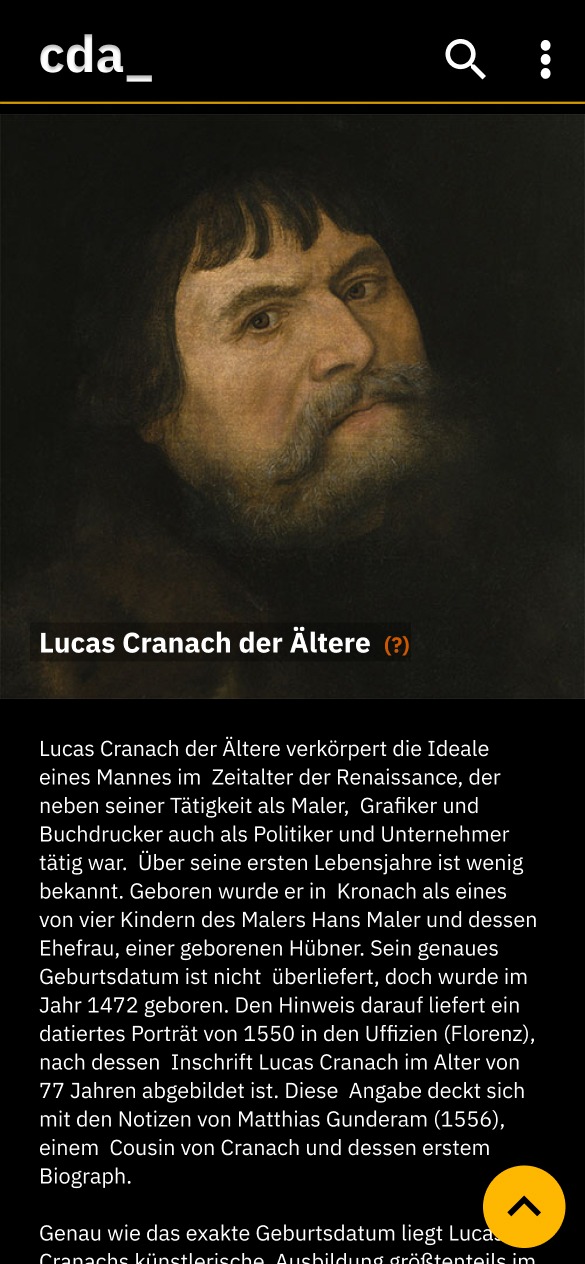 cda_
Lucas Cranach der Ältere (?)
Lucas Cranach der Ältere verkörpert die Ideale
eines Mannes im  Zeitalter der Renaissance, der
neben seiner Tätigkeit als Maler,  Grafiker und
Buchdrucker auch als Politiker und Unternehmer
tätig war.  Über seine ersten Lebensjahre ist wenig
bekannt. Geboren wurde er in  Kronach als eines
von vier Kindern des Malers Hans Maler und dessen
Ehefrau, einer geborenen Hübner. Sein genaues
Geburtsdatum ist nicht  überliefert, doch wurde im
Jahr 1472 geboren. Den Hinweis darauf liefert ein
datiertes Porträt von 1550 in den Uffizien (Florenz),
nach dessen  Inschrift Lucas Cranach im Alter von
77 Jahren abgebildet ist. Diese  Angabe deckt sich
mit den Notizen von Matthias Gunderam (1556),
einem  Cousin von Cranach und dessen erstem
Biograph.
Genau wie das exakte Geburtsdatum liegt Lucas
Cranachs künstlerische  Ausbildung größtenteils im